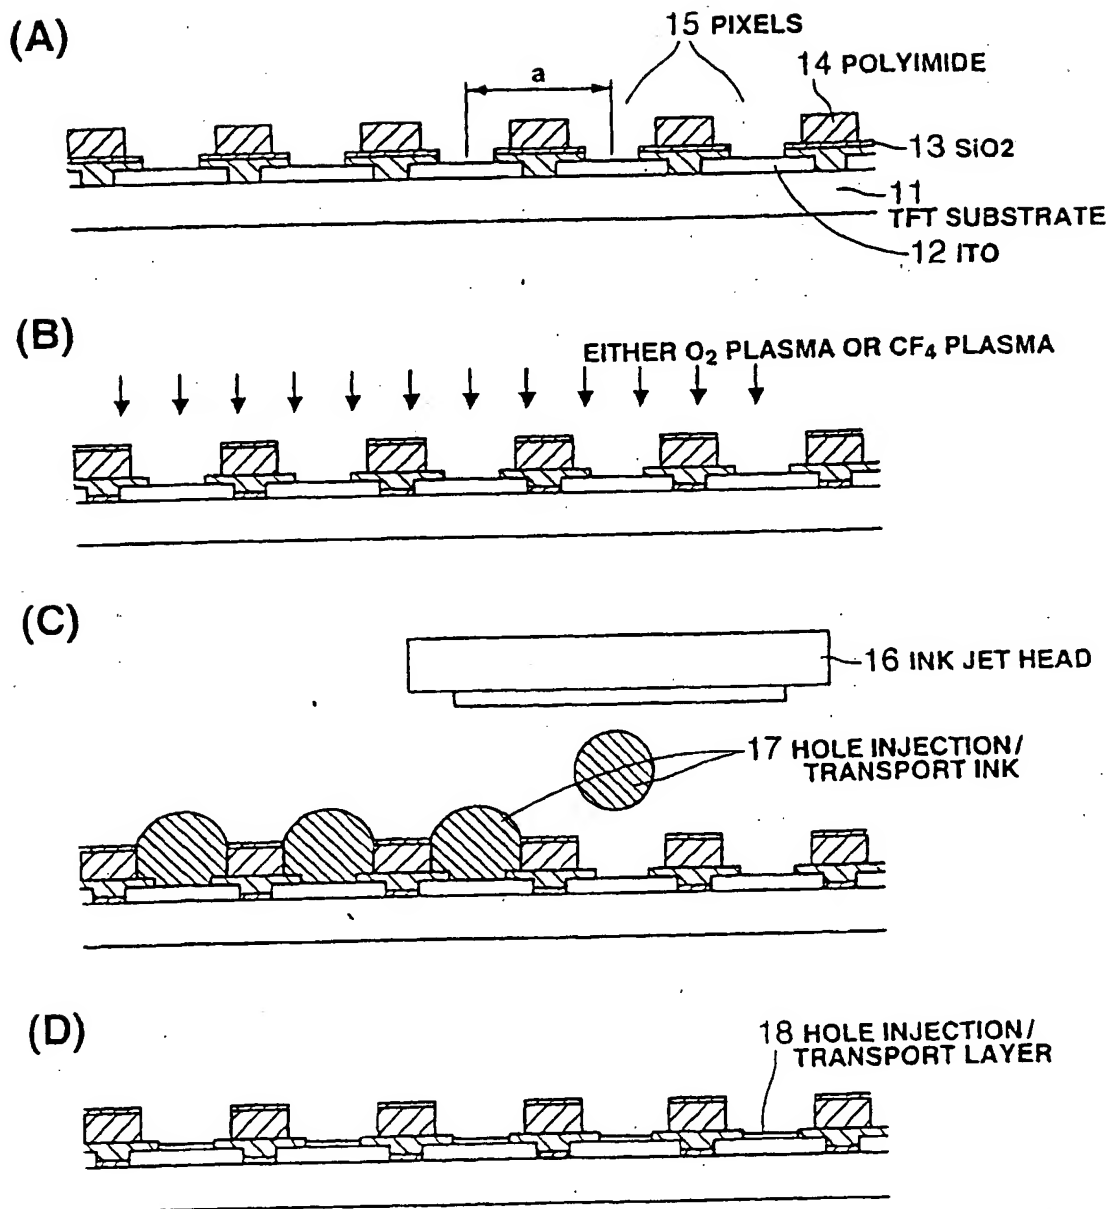 (A)
15 PIXELS
a
14 POLYIMIDE
13 SiO2
11
TFT SUBSTRATE
12 ITO
(B)
EITHER O₂ PLASMA OR CF₄ PLASMA
(C)
16 INK JET HEAD
17 HOLE INJECTION/
TRANSPORT INK
(D)
18 HOLE INJECTION/
TRANSPORT LAYER